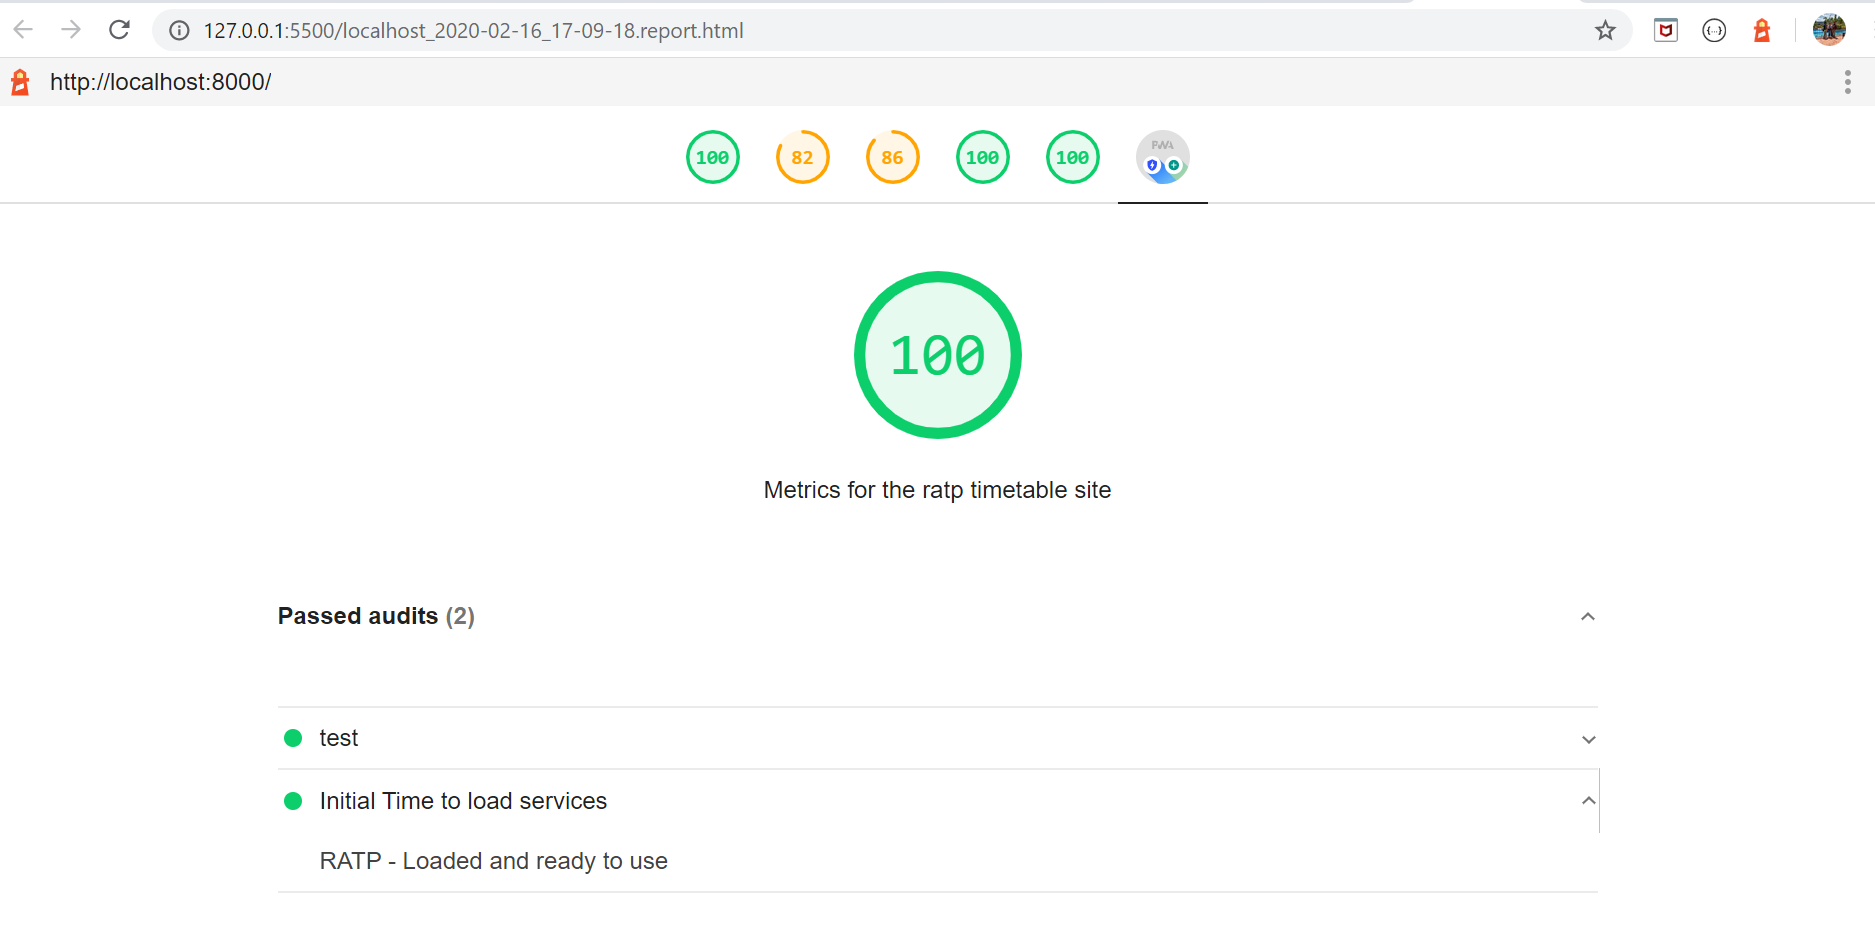 127.0.0.1:5500/localhost_2020-02-16_17-09-18.report.html
http://localhost:8000/
100 82 86 100 100 PWA
100
Metrics for the ratp timetable site
Passed audits (2)
test
Initial Time to load services
RATP - Loaded and ready to use